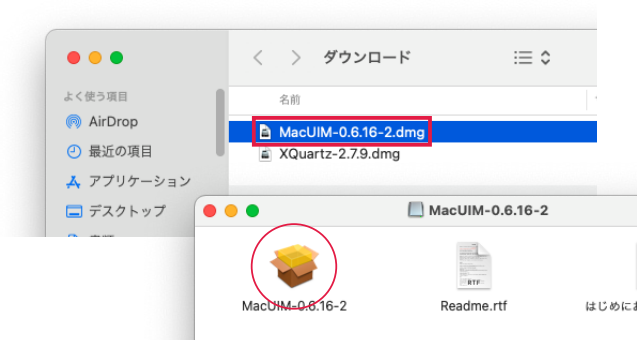 ダウンロード
よく使う項目
名前
AirDrop
MacUIM-0.6.16-2.dmg
最近の項目
XQuartz-2.7.9.dmg
アプリケーション
デスクトップ
MacUIM-0.6.16-2
RTF
MacUIM-0.6.16-2
Readme.rtf
はじめに